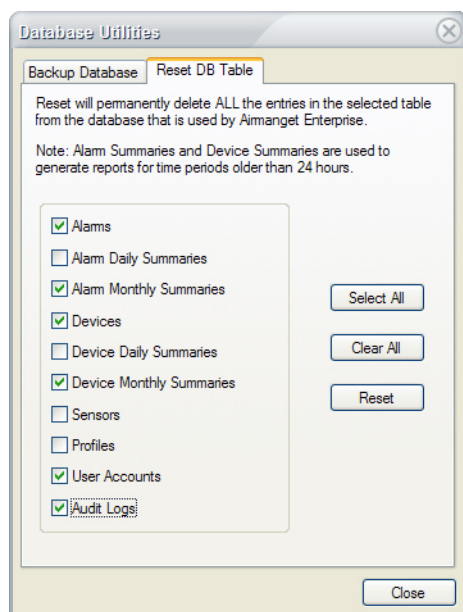 Database Utilities
Backup Database
Reset DB Table
Reset will permanently delete ALL the entries in the selected table
from the database that is used by Airmanget Enterprise.
Note: Alarm Summaries and Device Summaries are used to
generate reports for time periods older than 24 hours.
Alarms
Alarm Daily Summaries
Alarm Monthly Summaries
Devices
Device Daily Summaries
Device Monthly Summaries
Sensors
Profiles
User Accounts
Audit Logs
Select All
Clear All
Reset
Close